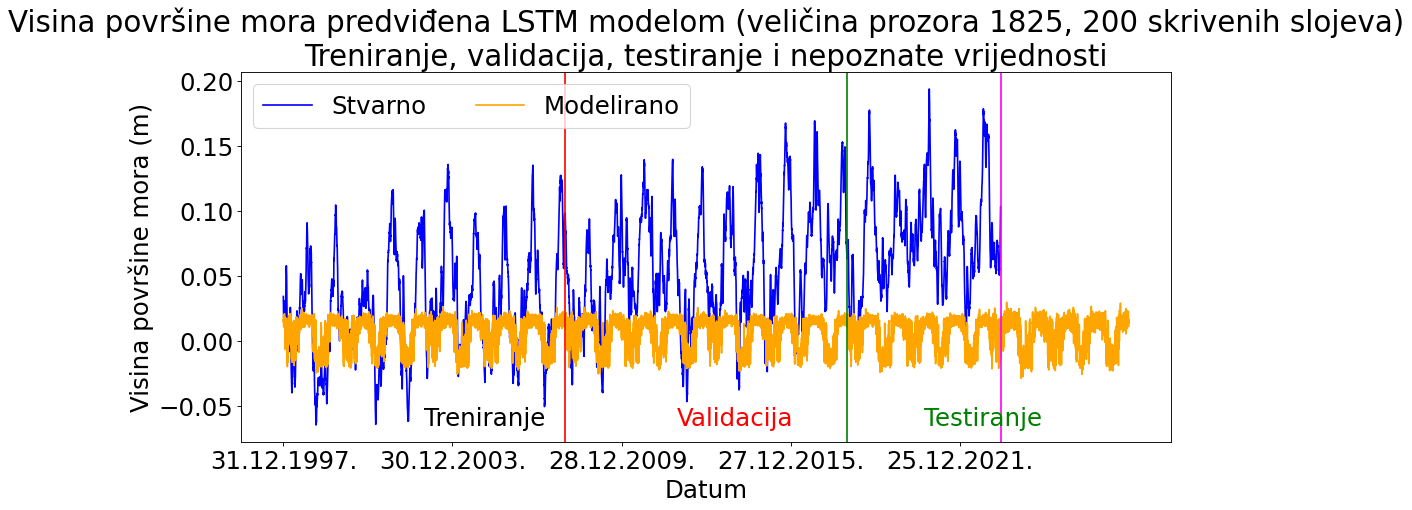 Visina površine mora predviđena LSTM modelom (veličina prozora 1825, 200 skrivenih slojeva)
Treniranje, validacija, testiranje i nepoznate vrijednosti
Stvarno
Modelirano
Visina površine mora (m)
0.20
0.15
0.10
0.05
0.00
−0.05
Treniranje
Validacija
Testiranje
31.12.1997.
30.12.2003.
28.12.2009.
27.12.2015.
25.12.2021.
Datum